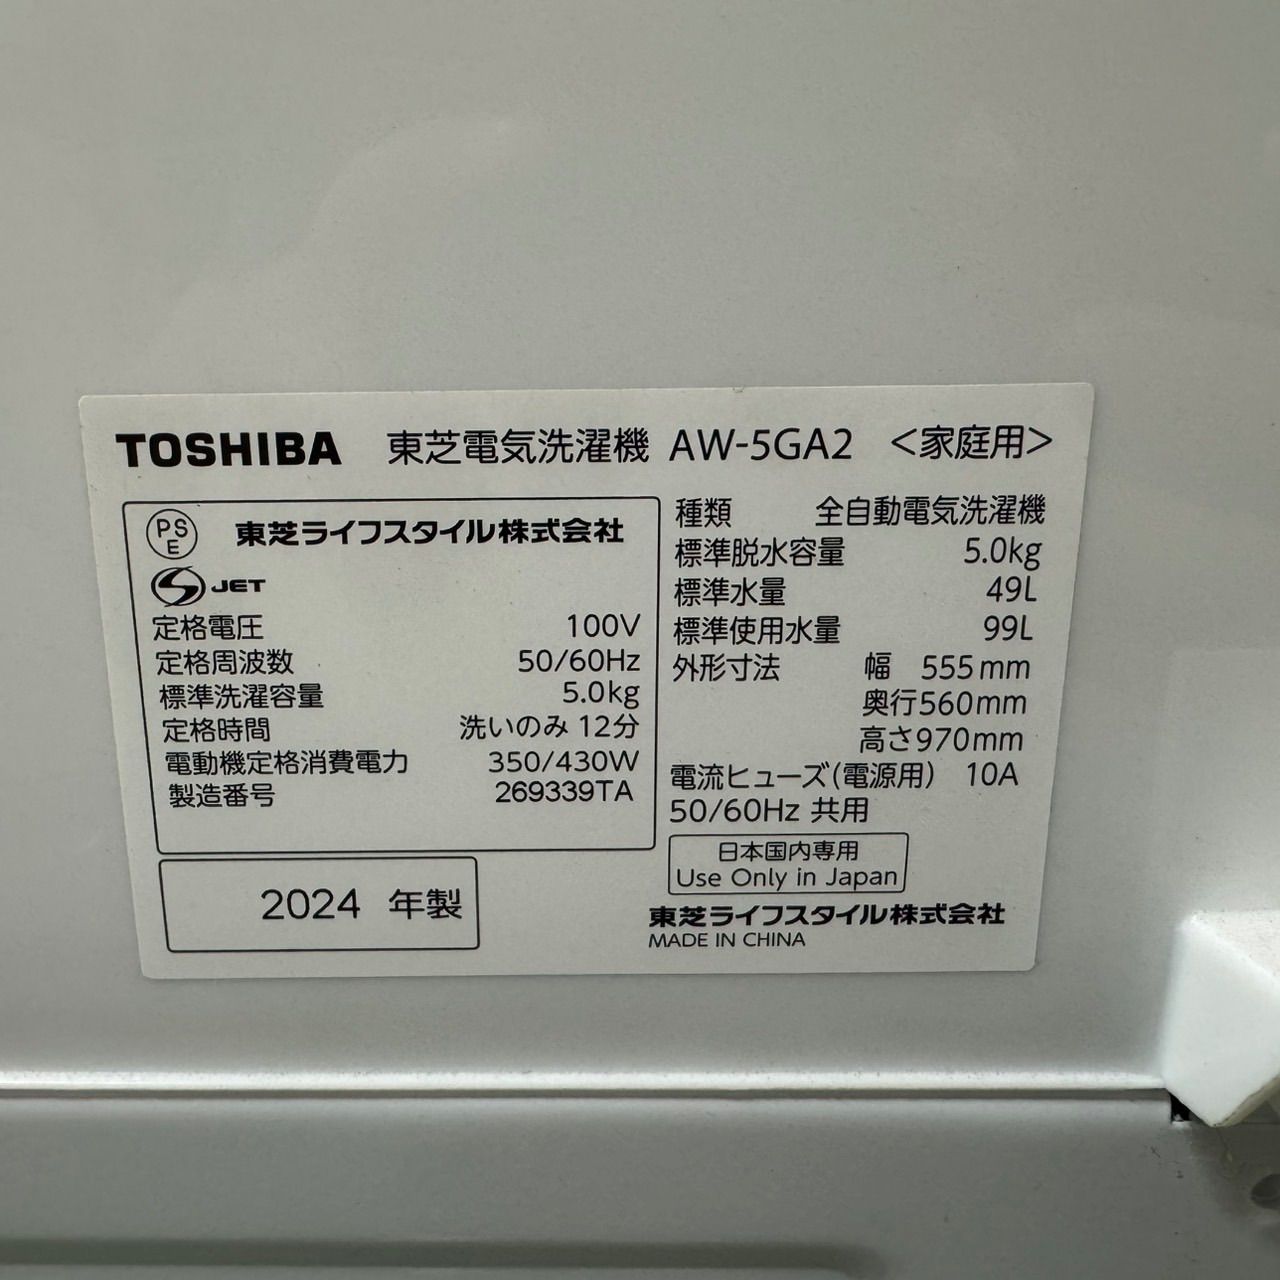 TOSHIBA 東芝電気洗濯機 AW-5GA2 <家庭用>
PSE 東芝ライフスタイル株式会社
S JET
定格電圧 100V
定格周波数 50/60Hz
標準洗濯容量 5.0kg
定格時間 洗いのみ 12分
電動機定格消費電力 350/430W
製造番号 269339TA
2024 年製
種類 全自動電気洗濯機
標準脱水容量 5.0kg
標準水量 49L
標準使用水量 99L
外形寸法 幅 555mm
奥行560mm
高さ970mm
電流ヒューズ(電源用) 10A
50/60Hz 共用
日本国内専用
Use Only in Japan
東芝ライフスタイル株式会社
MADE IN CHINA